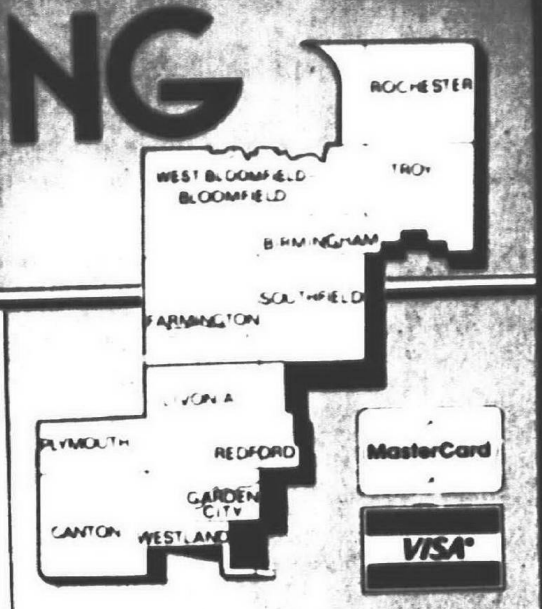 NG
ROCHESTER
WEST BLOOMFIELD
BLOOMFIELD
TROY
BIRMINGHAM
SOUTHFIELD
FARMINGTON
LIVONIA
PLYMOUTH
REDFORD
GARDEN
CITY
CANTON
WESTLAND
MasterCard
VISA®